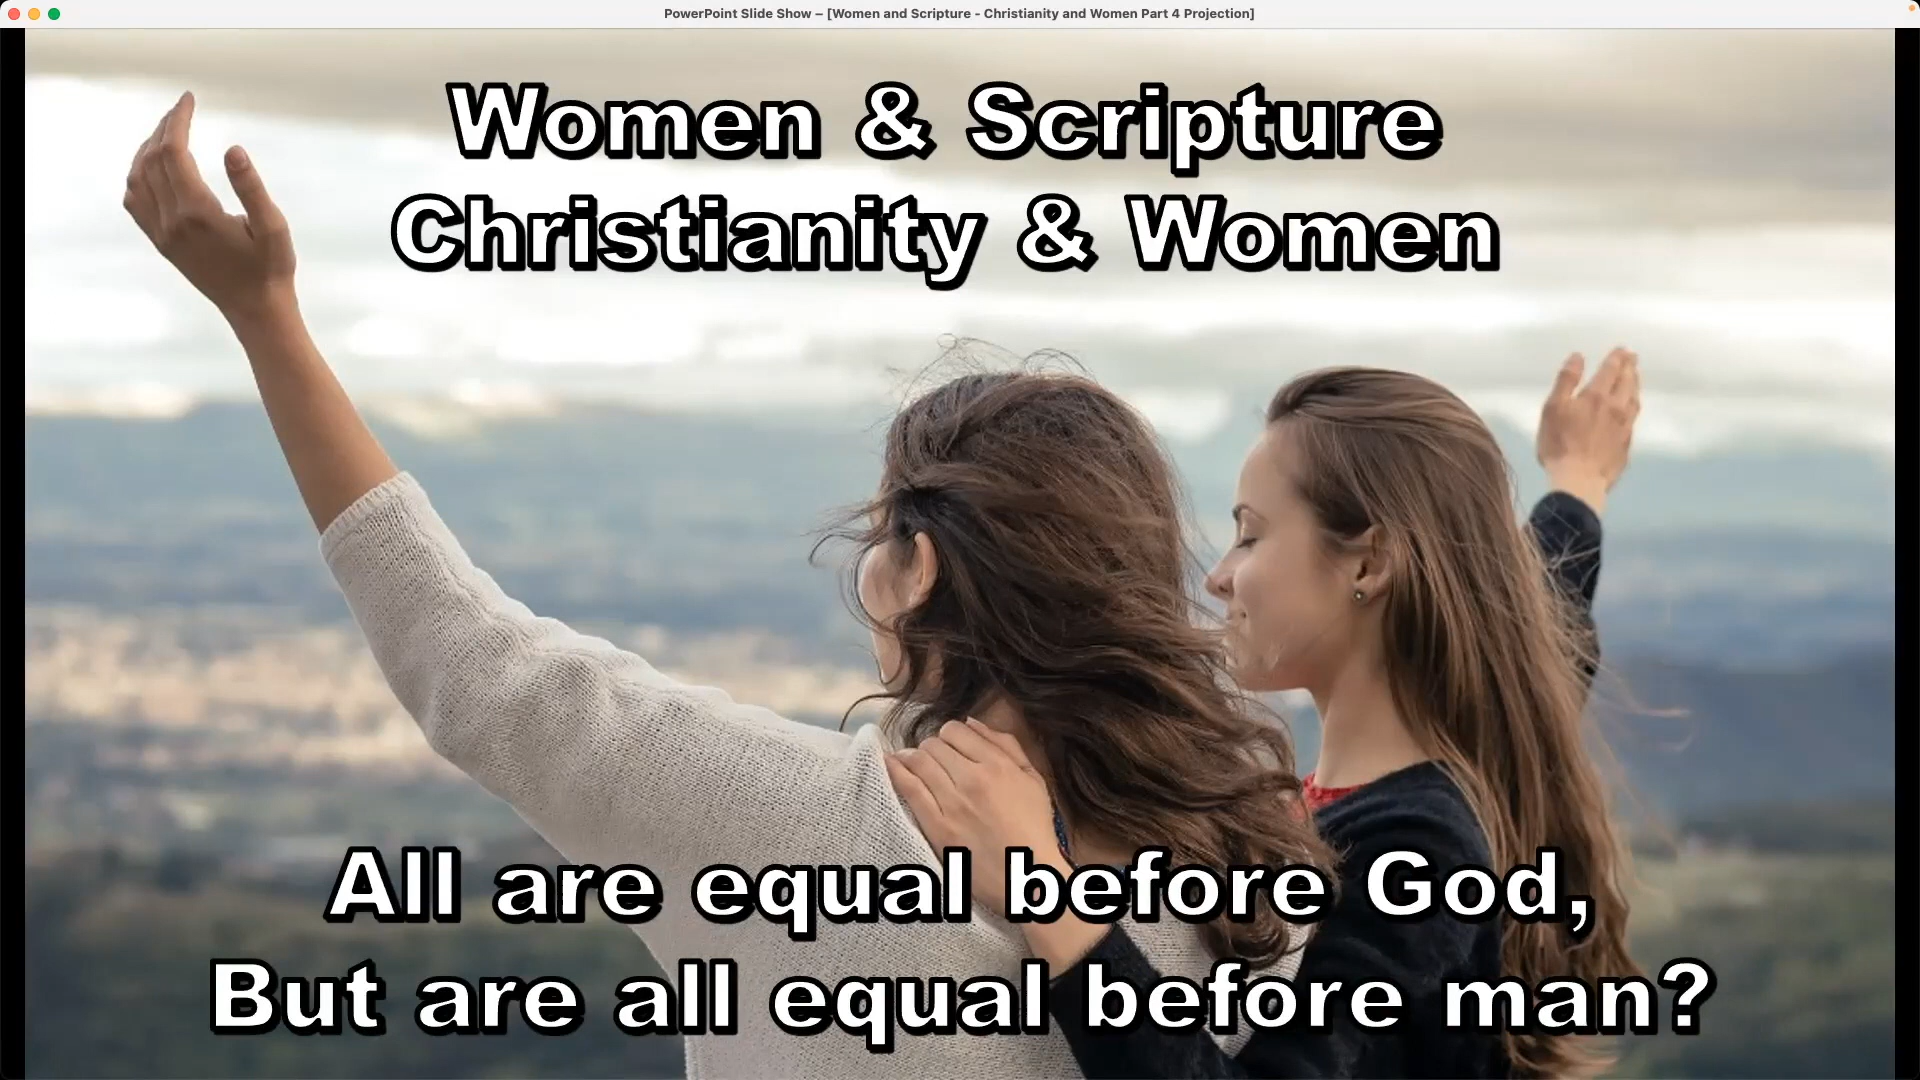 PowerPoint Slide Show – [Women and Scripture - Christianity and Women Part 4 Projection]
Women & Scripture
Christianity & Women
All are equal before God,
But are all equal before man?